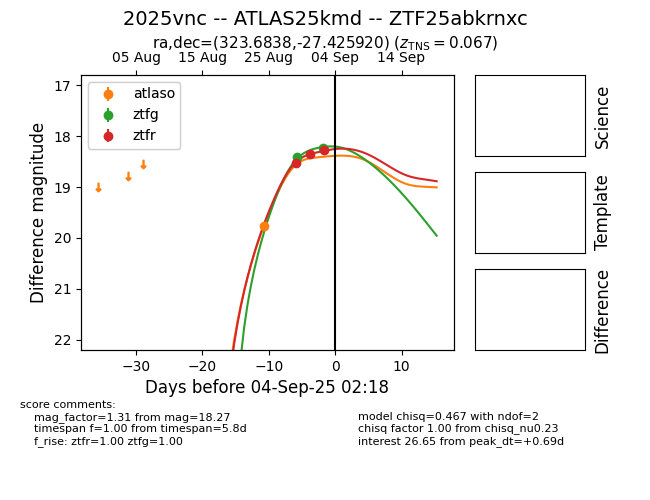 2025vnc -- ATLAS25kmd -- ZTF25abkrnxc
ra,dec=(323.6838,-27.425920) (z_TNS = 0.067)
05 Aug 15 Aug 25 Aug 04 Sep 14 Sep
atlaso
ztfg
ztfr
17
18
19
20
21
22
Difference magnitude
−30 −20 −10 0 10
Days before 04-Sep-25 02:18
Science
Template
Difference
score comments:
mag_factor=1.31 from mag=18.27
timespan f=1.00 from timespan=5.8d
f_rise: ztfr=1.00 ztfg=1.00
model chisq=0.467 with ndof=2
chisq factor 1.00 from chisq_nu0.23
interest 26.65 from peak_dt=+0.69d